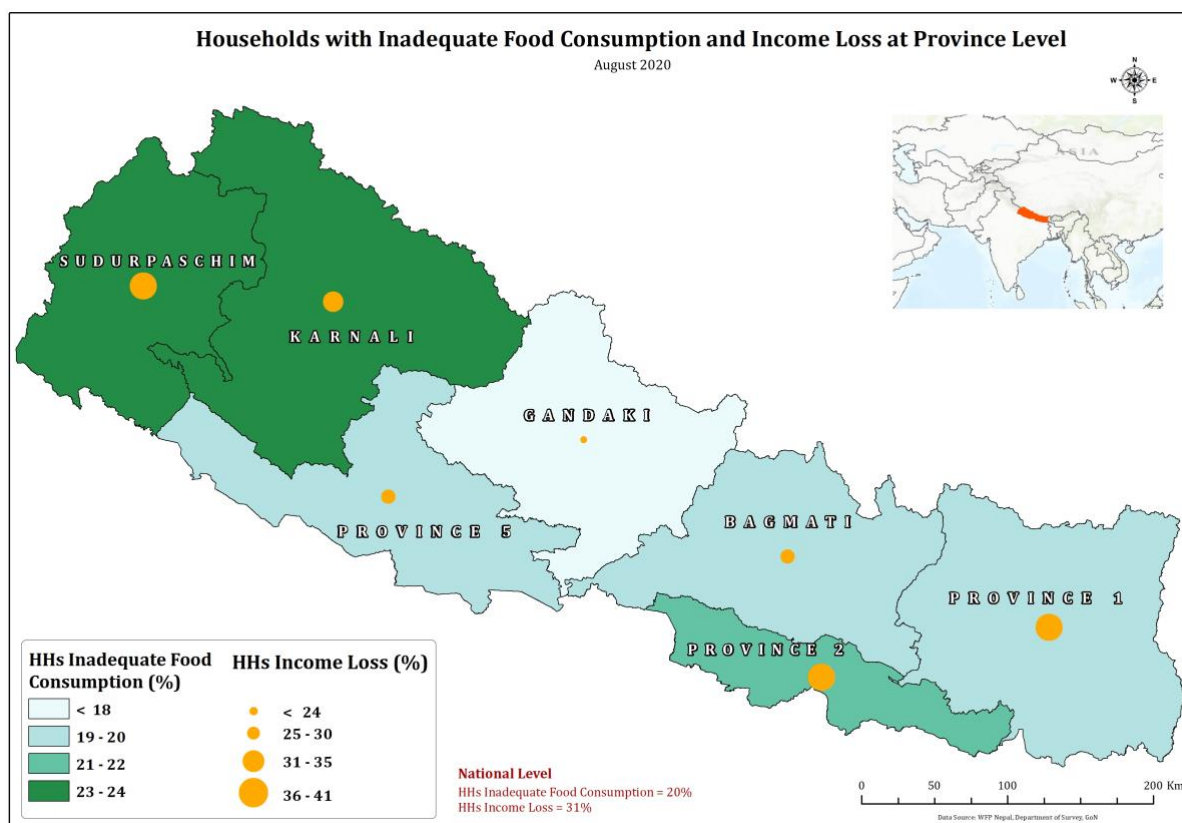 Households with Inadequate Food Consumption and Income Loss at Province Level
August 2020
N
W E
S
ASIA
SUDURPASCHIM
KARNALI
GANDAKI
PROVINCE 5
BAGMATI
PROVINCE 1
PROVINCE 2
HHs Inadequate Food
Consumption (%)
< 18
19 - 20
21 - 22
23 - 24
HHs Income Loss (%)
< 24
25 - 30
31 - 35
36 - 41
National Level
HHs Inadequate Food Consumption = 20%
HHs Income Loss = 31%
0 50 100 200 Km
Data Source: WFP Nepal, Department of Survey, GoN